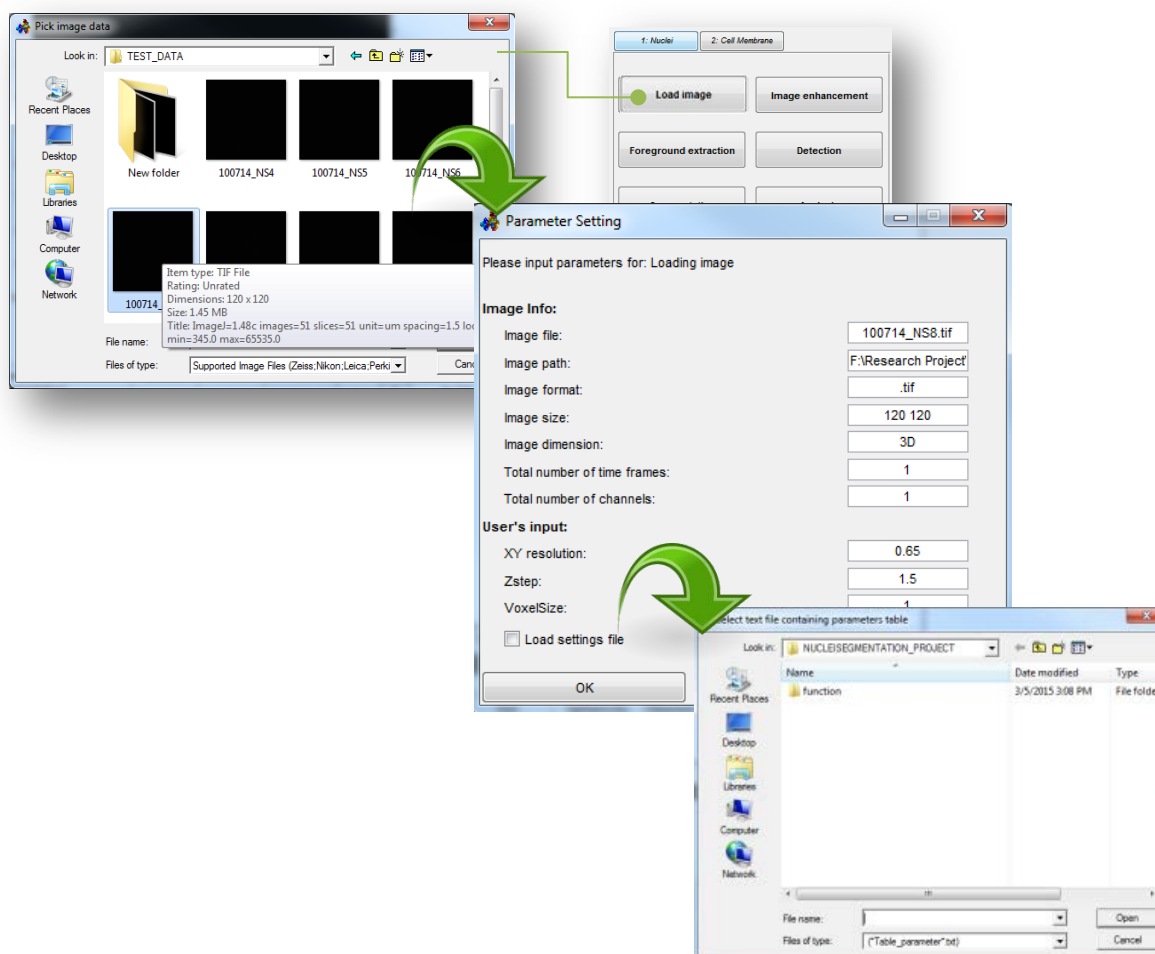 Pick image data
Look in:
TEST_DATA
Recent Places
Desktop
Libraries
Computer
Network
New folder
100714_NS4
100714_NS5
100714_NS6
100714_
Item type: TIF File
Rating: Unrated
Dimensions: 120 x 120
Size: 1.45 MB
Title: ImageJ=1.48c images=51 slices=51 unit=um spacing=1.5 loo
min=345.0 max=65535.0
File name:
Files of type:
Supported Image Files (Zeiss;Nikon;Leica;Perki
Canc
1: Nuclei
2: Cell Membrane
Load image
Image enhancement
Foreground extraction
Detection
Parameter Setting
Please input parameters for: Loading image
Image Info:
Image file:
100714_NS8.tif
Image path:
F:\Research Project\
Image format:
.tif
Image size:
120 120
Image dimension:
3D
Total number of time frames:
1
Total number of channels:
1
User's input:
XY resolution:
0.65
Zstep:
1.5
VoxelSize:
1
Load settings file
OK
elect text file containing parameters table
Look in:
NUCLEISEGMENTATION_PROJECT
Recent Places
Desktop
Libraries
Computer
Network
Name
Date modified
Type
function
3/5/2015 3:08 PM
File folde
File name:
Open
Files of type:
(*Table_parameter*.txt)
Cancel